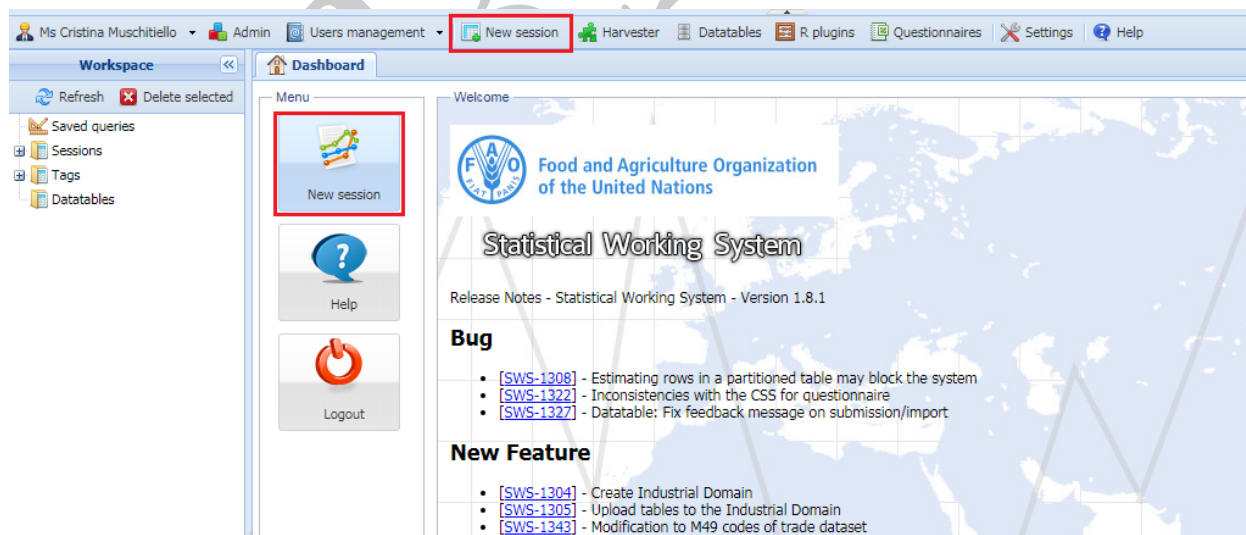 Ms Cristina Muschitiello Admin Users management New session Harvester Datatables R plugins Questionnaires Settings Help
Workspace
Dashboard
Refresh Delete selected
Saved queries
Sessions
Tags
Datatables
Menu
New session
Help
Logout
Welcome
FAO
FIAT PANIS
Food and Agriculture Organization
of the United Nations
Statistical Working System
Release Notes - Statistical Working System - Version 1.8.1
Bug
[SWS-1308] - Estimating rows in a partitioned table may block the system
[SWS-1322] - Inconsistencies with the CSS for questionnaire
[SWS-1327] - Datatable: Fix feedback message on submission/import
New Feature
[SWS-1304] - Create Industrial Domain
[SWS-1305] - Upload tables to the Industrial Domain
[SWS-1343] - Modification to M49 codes of trade dataset